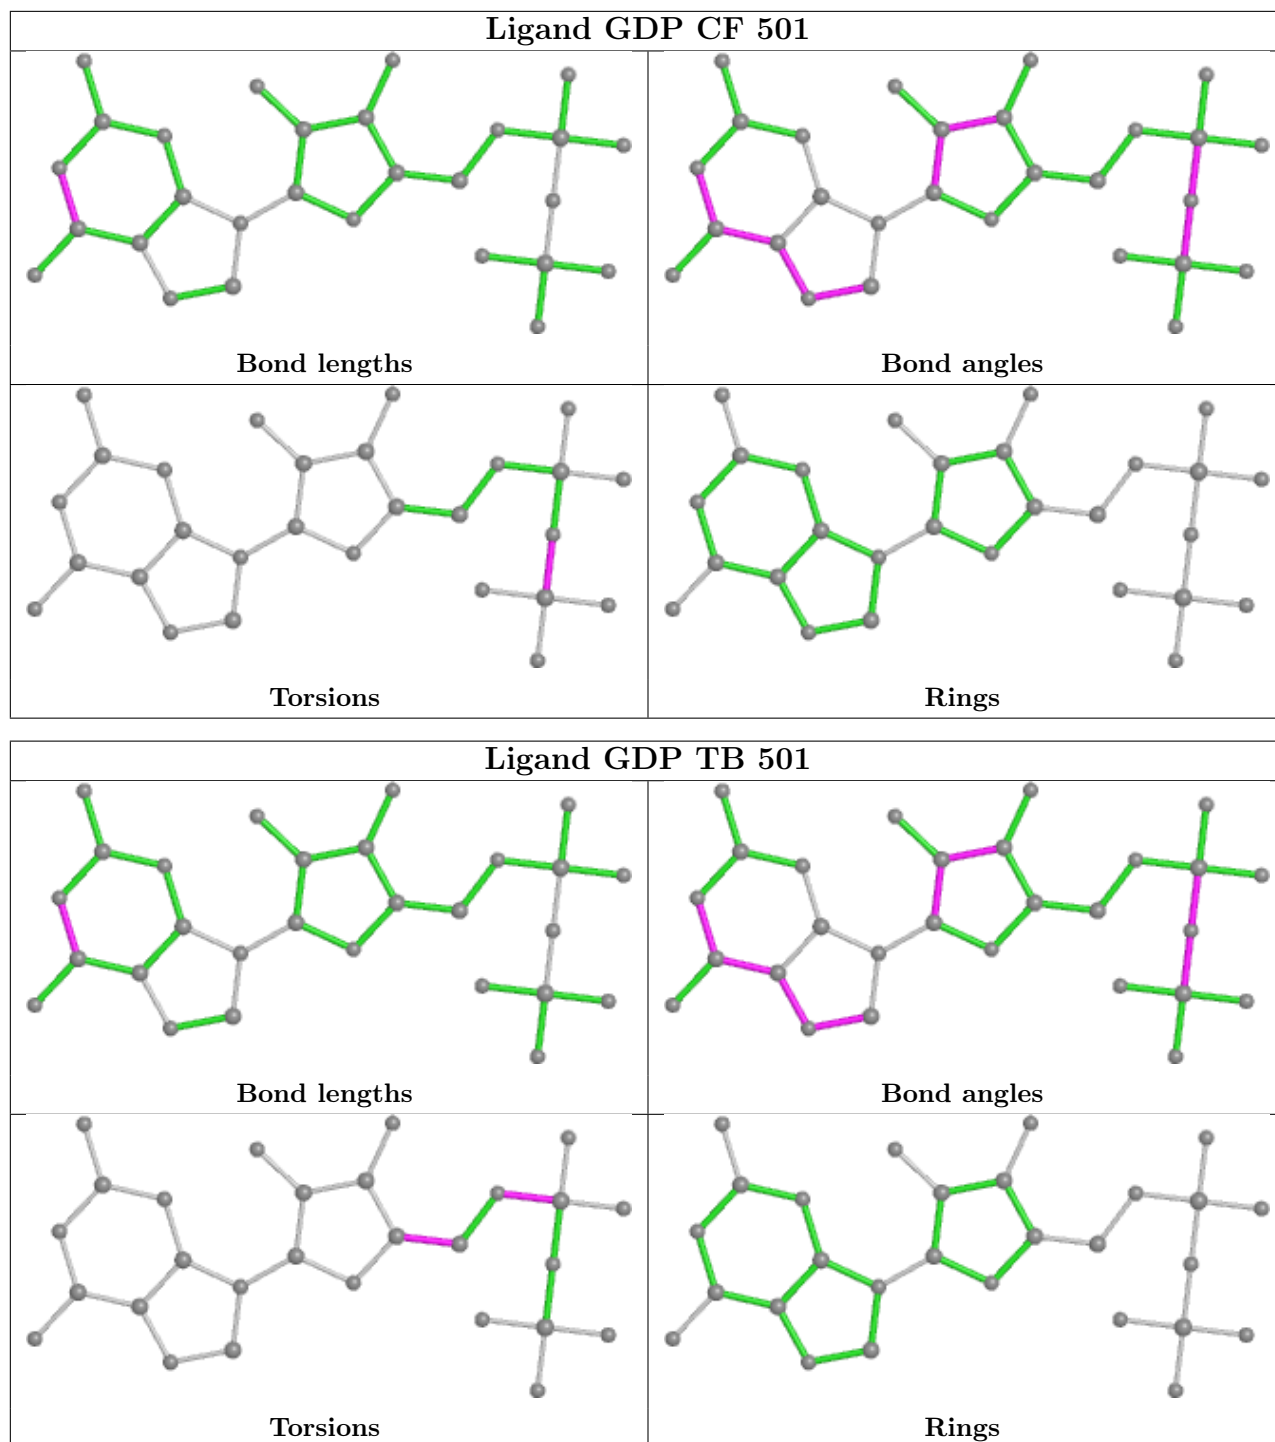 Ligand GDP CF 501
Bond lengths
Bond angles
Torsions
Rings
Ligand GDP TB 501
Bond lengths
Bond angles
Torsions
Rings